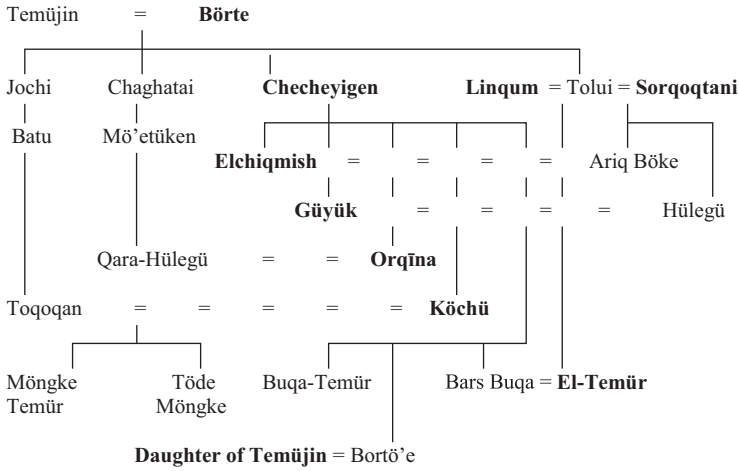 Temüjin = Börte
Jochi Chaghatai Checheyigen Linqum = Tolui = Sorqoqtani
Batu Mö’etüken
Elchiqmish = = = = Ariq Böke
Güyük = = = = Hülegü
Qara-Hülegü = = Orqīna
Toqoqan = = = = = Köchü
Möngke Töde Buqa-Temür Bars Buqa = El-Temür
Temür Möngke
Daughter of Temüjin = Bortö’e